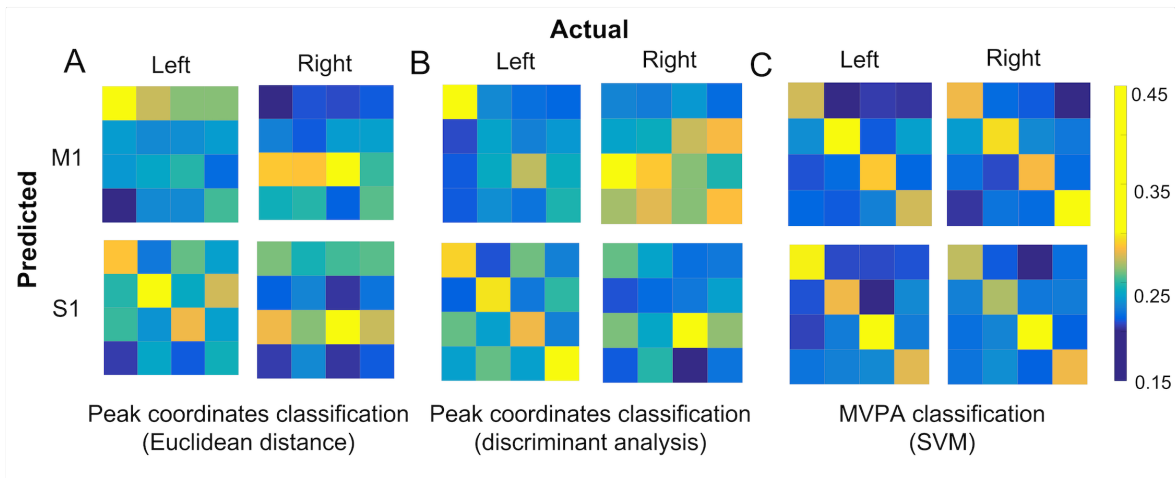 Actual
A
Left
Right
B
Left
Right
C
Left
Right
Predicted
M1
S1
0.45
0.35
0.25
0.15
Peak coordinates classification
(Euclidean distance)
Peak coordinates classification
(discriminant analysis)
MVPA classification
(SVM)